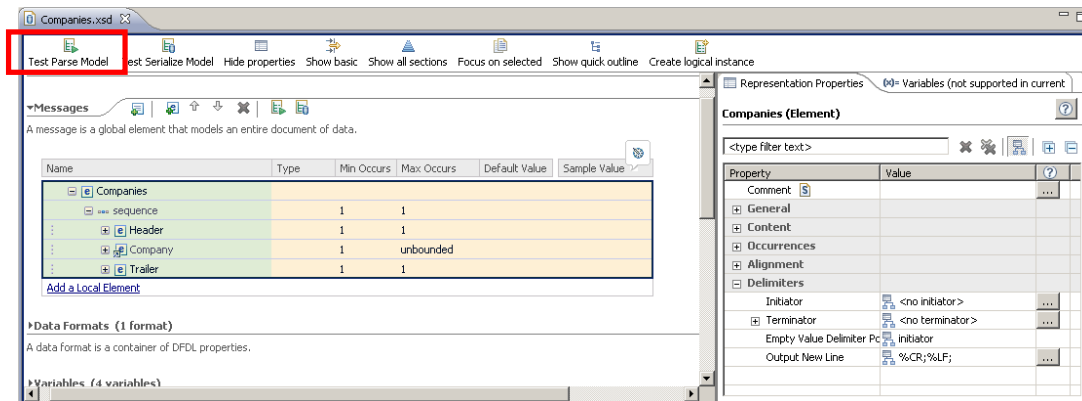 Companies.xsd
Test Parse Model Test Serialize Model Hide properties Show basic Show all sections Focus on selected Show quick outline Create logical instance
Messages
A message is a global element that models an entire document of data.
Name Type Min Occurs Max Occurs Default Value Sample Value
Companies
sequence 1 1
Header 1 1
Company 1 unbounded
Trailer 1 1
Add a Local Element
Data Formats (1 format)
A data format is a container of DFDL properties.
Variables (4 variables)
Representation Properties (x)= Variables (not supported in current
Companies (Element)
<type filter text>
Property Value
Comment S ...
General
Content
Occurrences
Alignment
Delimiters
Initiator <no initiator> ...
Terminator <no terminator> ...
Empty Value Delimiter Po initiator
Output New Line %CR;%LF; ...